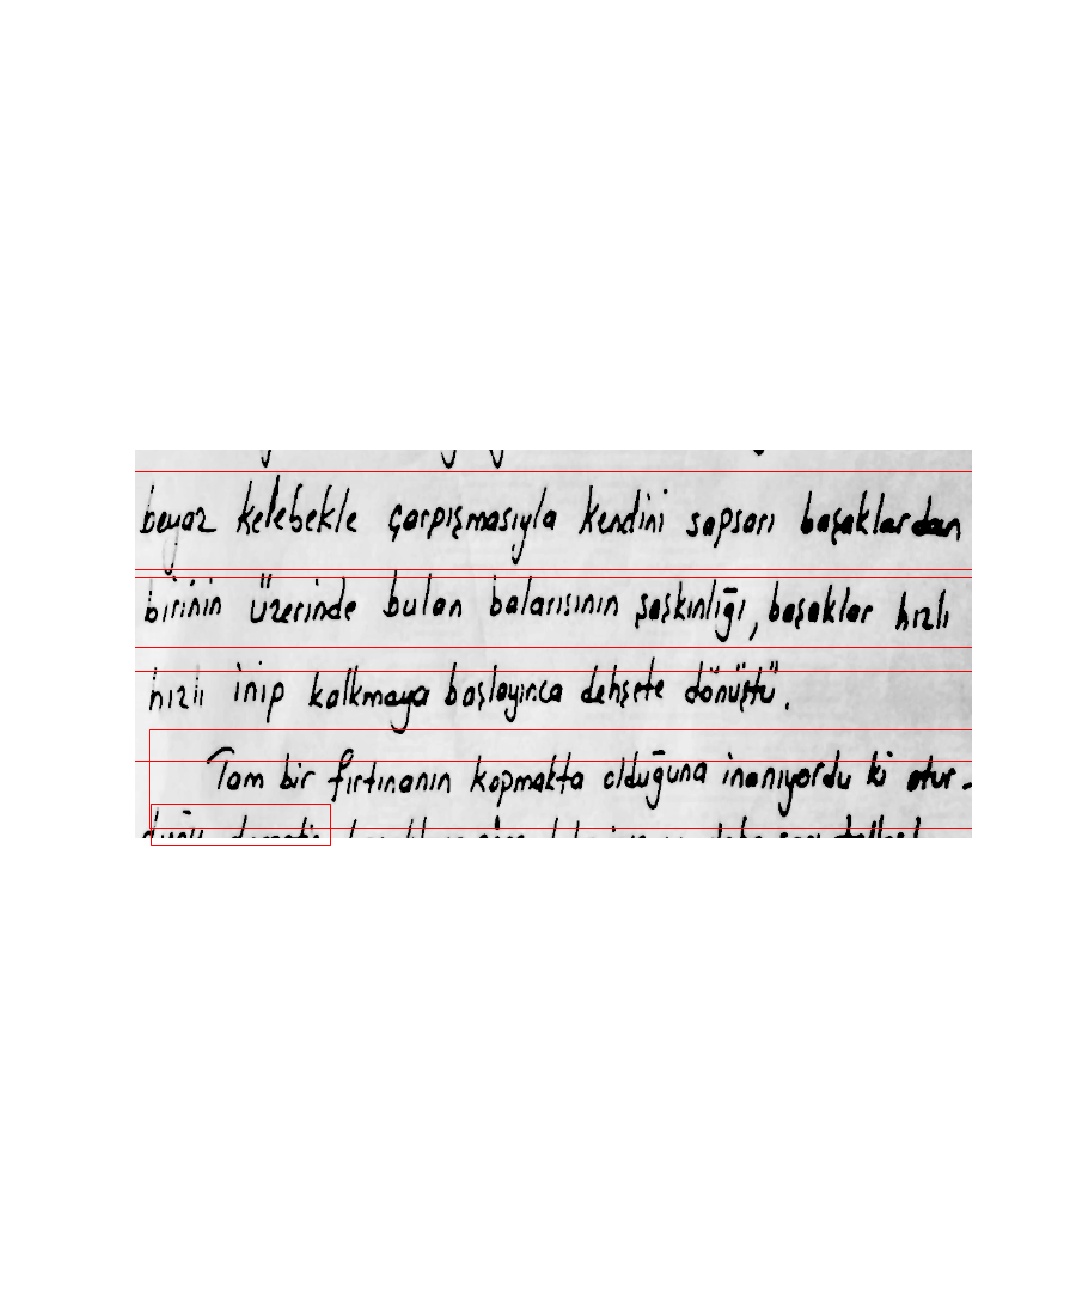 beyaz kelebekle çarpışmasıyla kendini sapsarı başaklardan
birinin üzerinde bulan balarısının şaşkınlığı, başaklar hızlı
hızlı inip kalkmaya başlayınca dehşete dönüştü.
Tam bir fırtınanın kopmakta olduğuna inanıyordu ki otur-